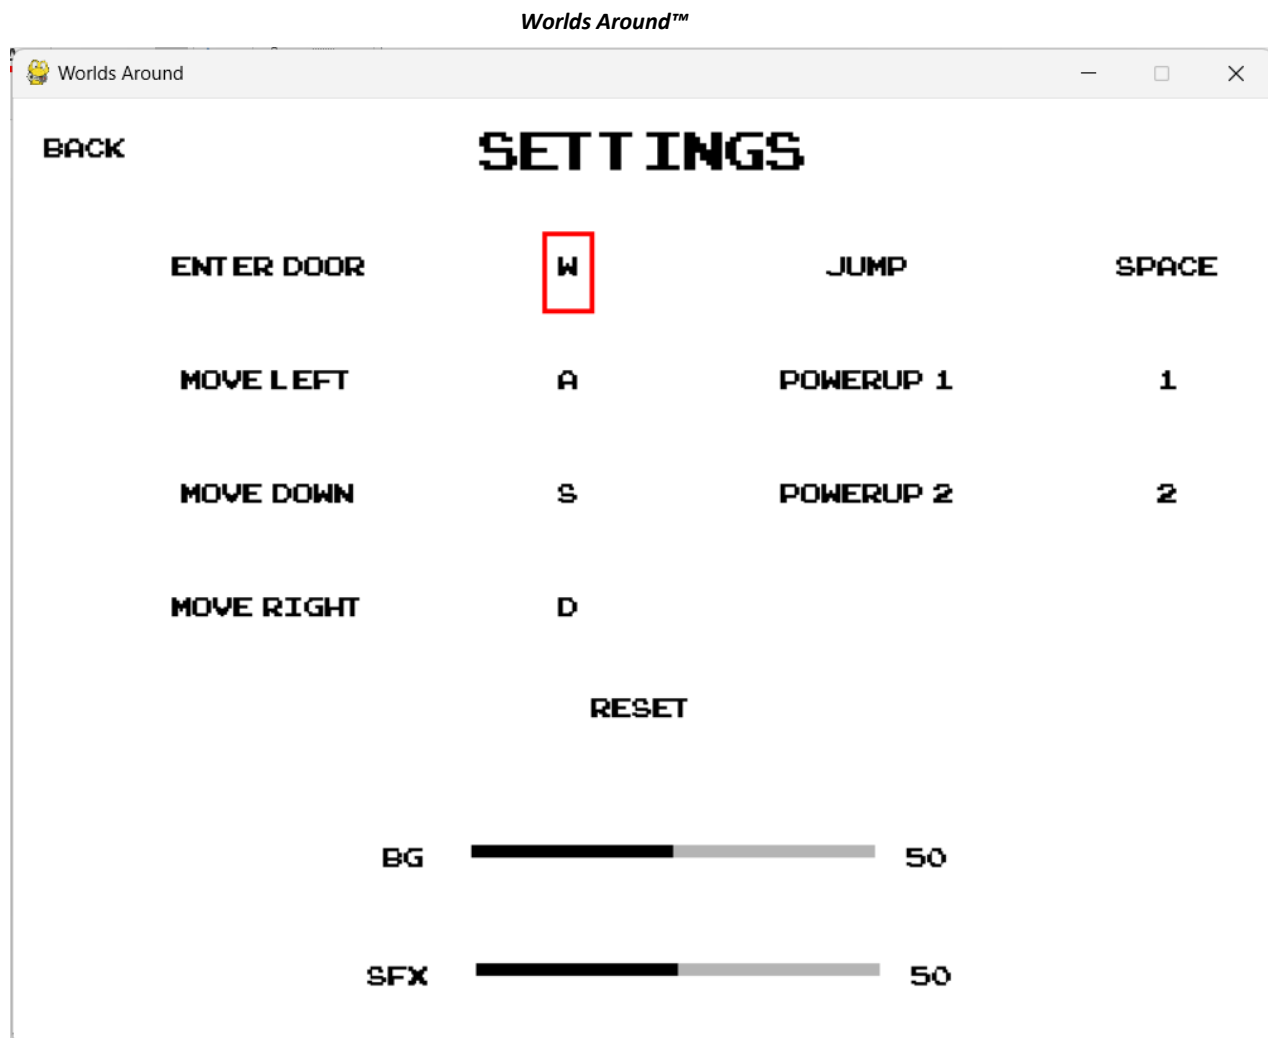 Worlds Around™
Worlds Around
BACK
SETTINGS
ENTER DOOR W JUMP SPACE
MOVE LEFT A POWERUP 1 1
MOVE DOWN S POWERUP 2 2
MOVE RIGHT D
RESET
BG 50
SFX 50